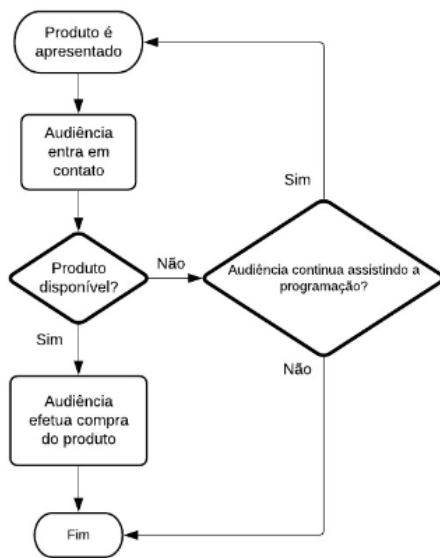 Produto é
apresentado
Audiência
entra em
contato
Sim
Produto
disponível?
Não
Audiência continua assistindo a
programação?
Sim
Não
Audiência
efetua compra
do produto
Fim